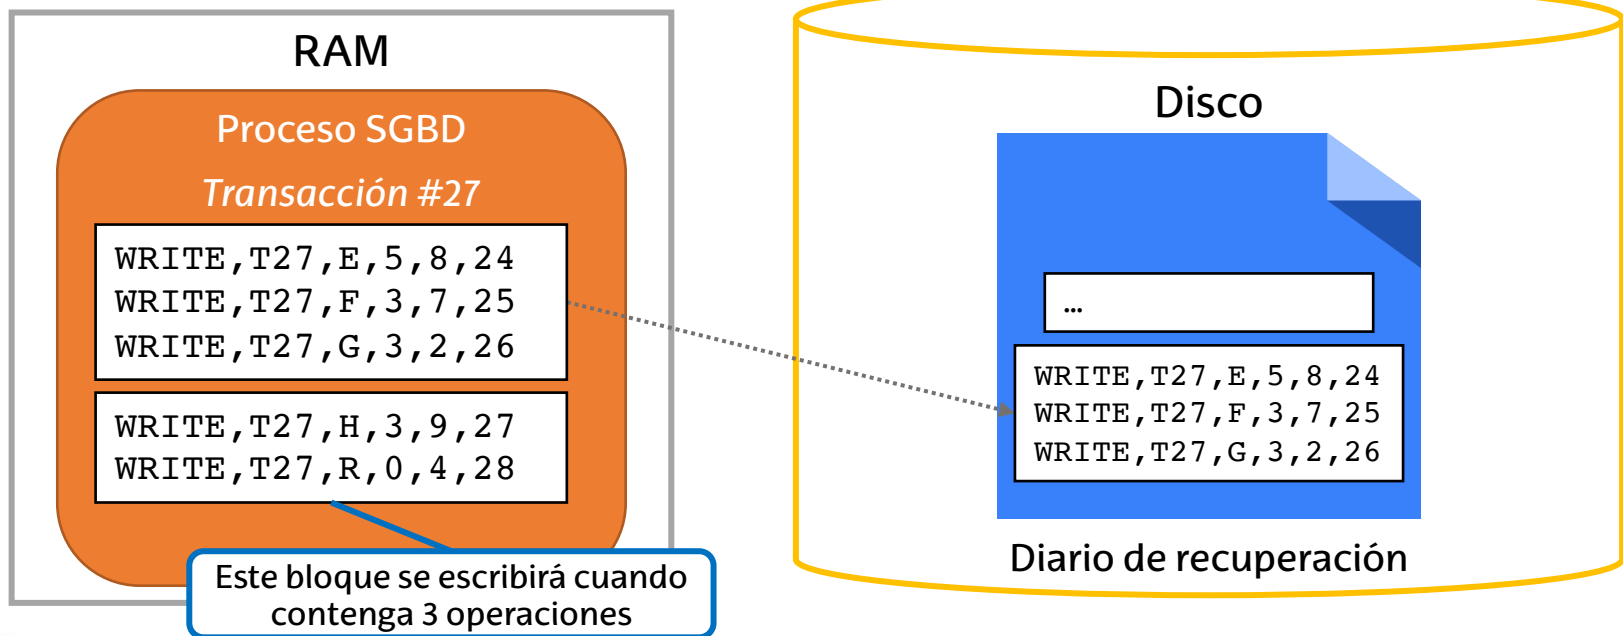 RAM
Proceso SGBD
Transacción #27
WRITE,T27,E,5,8,24
WRITE,T27,F,3,7,25
WRITE,T27,G,3,2,26
WRITE,T27,H,3,9,27
WRITE,T27,R,0,4,28
Este bloque se escribirá cuando
contenga 3 operaciones
Disco
…
WRITE,T27,E,5,8,24
WRITE,T27,F,3,7,25
WRITE,T27,G,3,2,26
Diario de recuperación